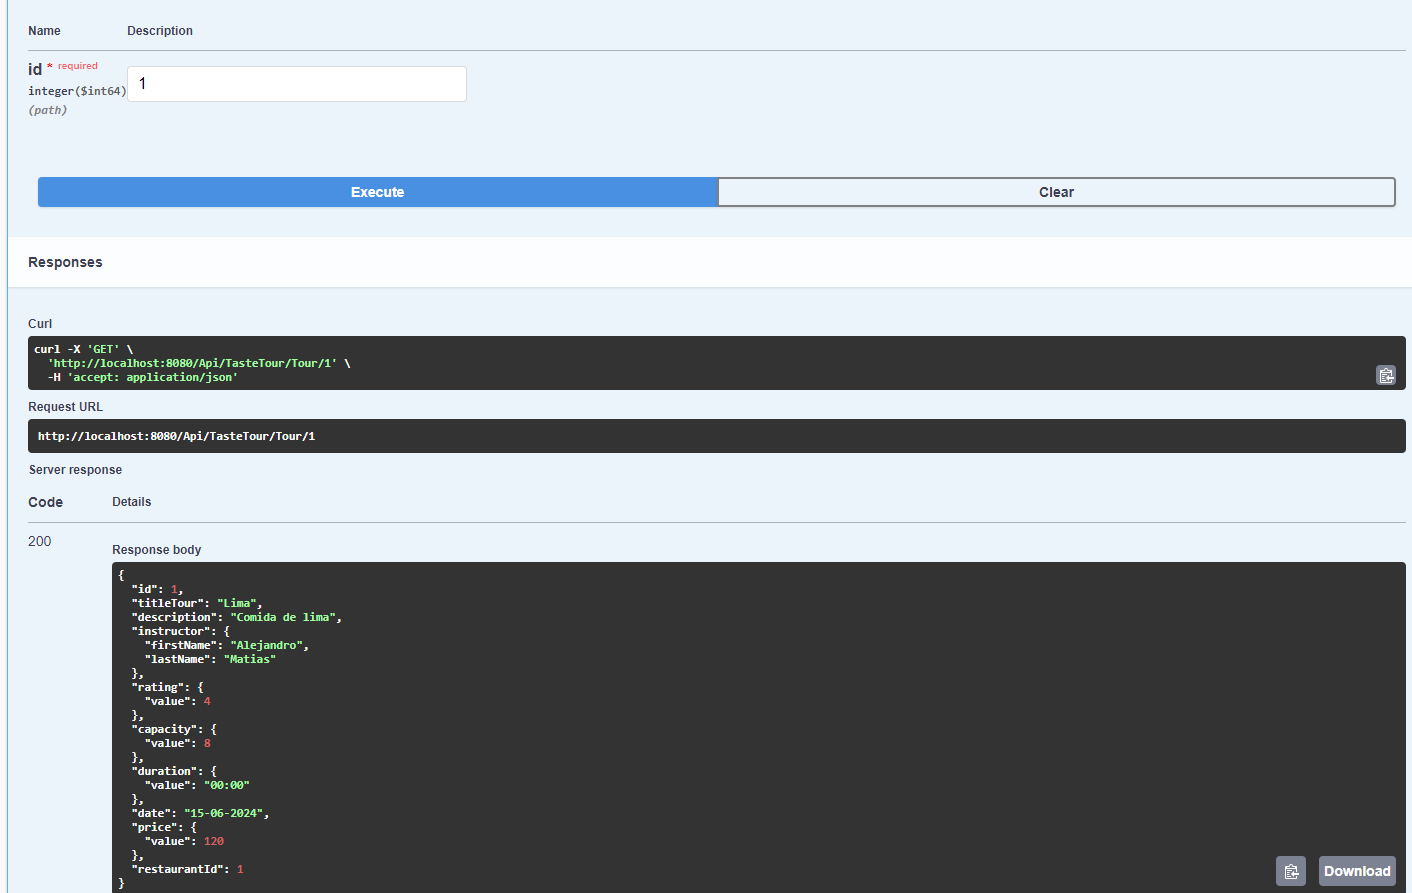 Name Description
id * required
integer($int64)
(path)
1
Execute Clear
Responses
Curl
curl -X 'GET' \
  'http://localhost:8080/Api/TasteTour/Tour/1' \
  -H 'accept: application/json'
Request URL
http://localhost:8080/Api/TasteTour/Tour/1
Server response
Code Details
200
Response body
{
  "id": 1,
  "titleTour": "Lima",
  "description": "Comida de lima",
  "instructor": {
    "firstName": "Alejandro",
    "lastName": "Matias"
  },
  "rating": {
    "value": 4
  },
  "capacity": {
    "value": 8
  },
  "duration": {
    "value": "00:00"
  },
  "date": "15-06-2024",
  "price": {
    "value": 120
  },
  "restaurantId": 1
}
Download